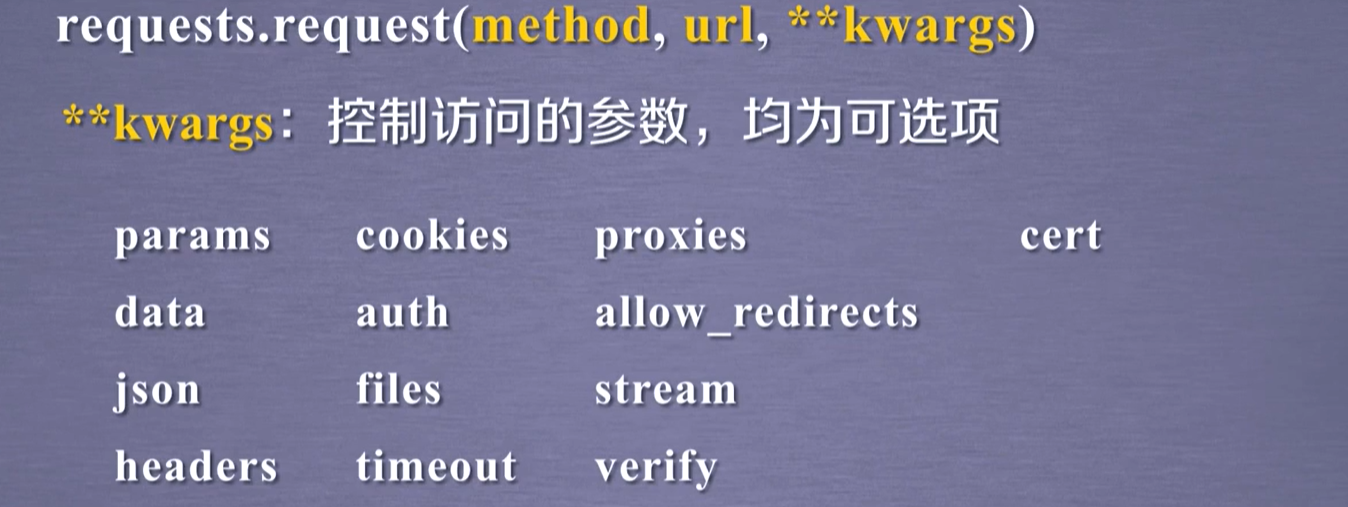 requests.request(method, url, **kwargs)
**kwargs：控制访问的参数，均为可选项
params cookies proxies cert
data auth allow_redirects
json files stream
headers timeout verify